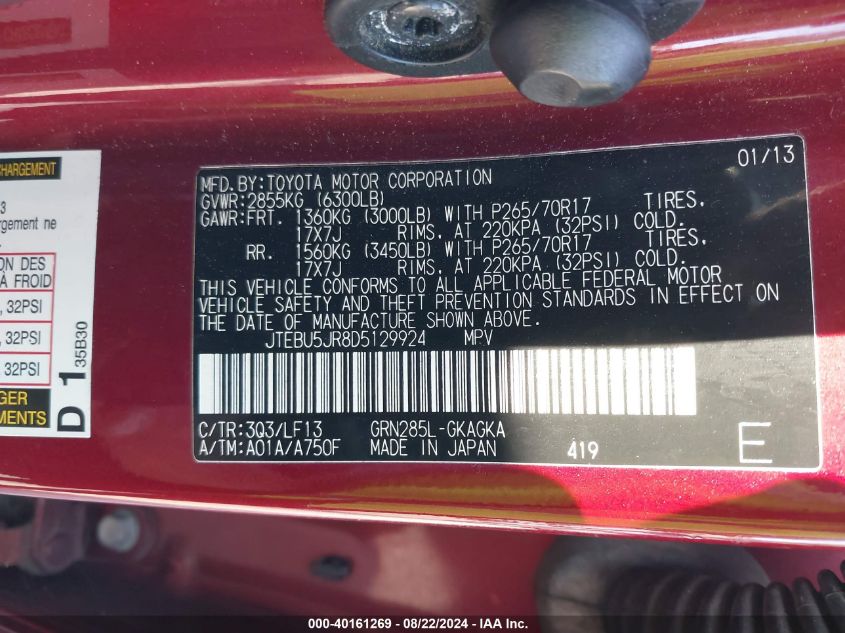 CHARGEMENT
3
argement ne
ON DES
À FROID
, 32PSI
, 32PSI
, 32PSI
GER
EMENTS
D 1
35B30
01/13
MFD.BY:TOYOTA MOTOR CORPORATION
GVWR:2855KG (6300LB)
GAWR:FRT. 1360KG (3000LB) WITH P265/70R17 TIRES,
17X7J RIMS, AT 220KPA (32PSI) COLD.
RR. 1560KG (3450LB) WITH P265/70R17 TIRES,
17X7J RIMS, AT 220KPA (32PSI) COLD.
THIS VEHICLE CONFORMS TO ALL APPLICABLE FEDERAL MOTOR
VEHICLE SAFETY AND THEFT PREVENTION STANDARDS IN EFFECT ON
THE DATE OF MANUFACTURE SHOWN ABOVE.
JTEBU5JR8D5129924 MPV
C/TR:3Q3/LF13 GRN285L-GKAGKA
A/TM:A01A/A750F MADE IN JAPAN 419 E
000-40161269 - 08/22/2024 - IAA Inc.